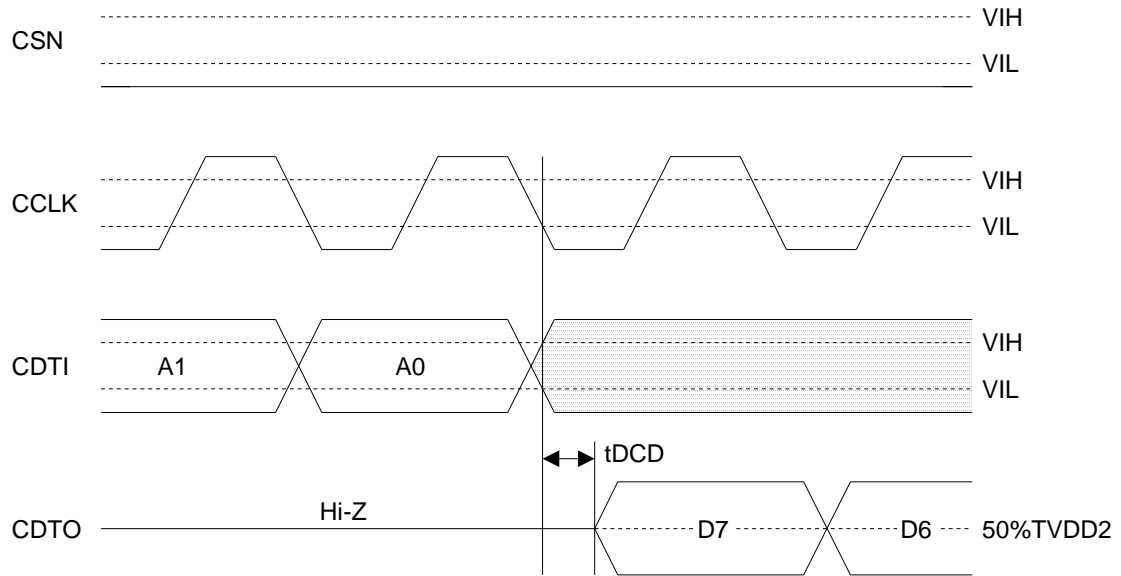 CSN
VIH
VIL
CCLK
VIH
VIL
CDTI
A1
A0
VIH
VIL
tDCD
CDTO
Hi-Z
D7
D6
50%TVDD2